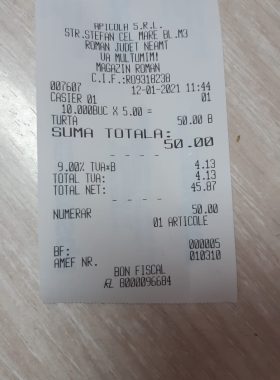 APICOLA S.R.L.
STR.STEFAN CEL MARE BL.M3
ROMAN JUDET NEAMT
VA MULTUMIM!
MAGAZIN ROMAN
C.I.F.:RO9318238
007607 12-01-2021 11:44
CASIER 01 01
10.000BUC X 5.00 =
TURTA 50.00 B
SUMA TOTALA:
50.00
- - - -
9.00% TVA*B 4.13
TOTAL TVA: 4.13
TOTAL NET: 45.87
- - - -
NUMERAR 50.00
01 ARTICOLE
- - - -
BF: 000005
AMEF NR. 010310
BON FISCAL
8000096684